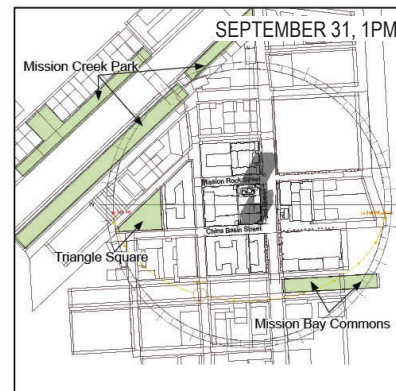 SEPTEMBER 31, 1PM
Mission Creek Park
Mission Rock Street
China Basin Street
Triangle Square
Mission Bay Commons